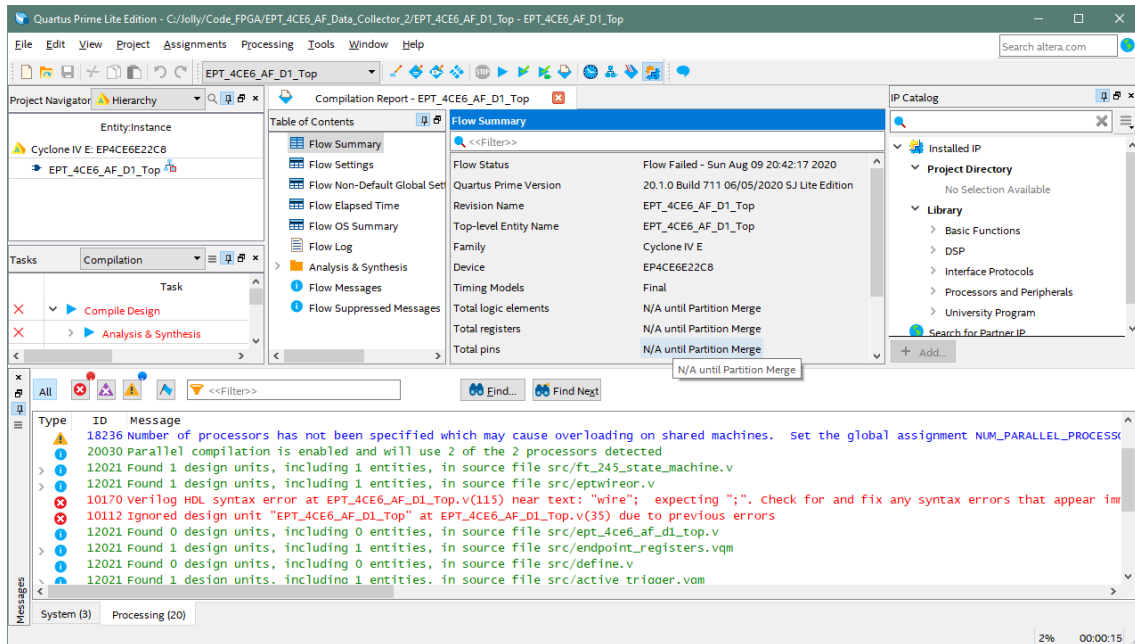 Quartus Prime Lite Edition - C:/Jolly/Code_FPGA/EPT_4CE6_AF_Data_Collector_2/EPT_4CE6_AF_D1_Top - EPT_4CE6_AF_D1_Top
File Edit View Project Assignments Processing Tools Window Help
Search altera.com
EPT_4CE6_AF_D1_Top
STOP
Project Navigator Hierarchy
Entity:Instance
Cyclone IV E: EP4CE6E22C8
EPT_4CE6_AF_D1_Top
Tasks Compilation
Task
Compile Design
Analysis & Synthesis
Compilation Report - EPT_4CE6_AF_D1_Top
Table of Contents
Flow Summary
Flow Settings
Flow Non-Default Global Set
Flow Elapsed Time
Flow OS Summary
Flow Log
Analysis & Synthesis
Flow Messages
Flow Suppressed Messages
Flow Summary
<<Filter>>
Flow Status Flow Failed - Sun Aug 09 20:42:17 2020
Quartus Prime Version 20.1.0 Build 711 06/05/2020 SJ Lite Edition
Revision Name EPT_4CE6_AF_D1_Top
Top-level Entity Name EPT_4CE6_AF_D1_Top
Family Cyclone IV E
Device EP4CE6E22C8
Timing Models Final
Total logic elements N/A until Partition Merge
Total registers N/A until Partition Merge
Total pins N/A until Partition Merge
N/A until Partition Merge
IP Catalog
Installed IP
Project Directory
No Selection Available
Library
Basic Functions
DSP
Interface Protocols
Processors and Peripherals
University Program
Search for Partner IP
+ Add...
All <<Filter>> Find... Find Next
Type ID Message
18236 Number of processors has not been specified which may cause overloading on shared machines. Set the global assignment NUM_PARALLEL_PROCESSO
20030 Parallel compilation is enabled and will use 2 of the 2 processors detected
12021 Found 1 design units, including 1 entities, in source file src/ft_245_state_machine.v
12021 Found 1 design units, including 1 entities, in source file src/eptwireor.v
10170 Verilog HDL syntax error at EPT_4CE6_AF_D1_Top.v(115) near text: "wire"; expecting ";". Check for and fix any syntax errors that appear imm
10112 Ignored design unit "EPT_4CE6_AF_D1_Top" at EPT_4CE6_AF_D1_Top.v(35) due to previous errors
12021 Found 0 design units, including 0 entities, in source file src/ept_4ce6_af_d1_top.v
12021 Found 1 design units, including 1 entities, in source file src/endpoint_registers.vqm
12021 Found 0 design units, including 0 entities, in source file src/define.v
12021 Found 1 design units, including 1 entities, in source file src/active_trigger.vqm
Messages
System (3) Processing (20)
2% 00:00:15